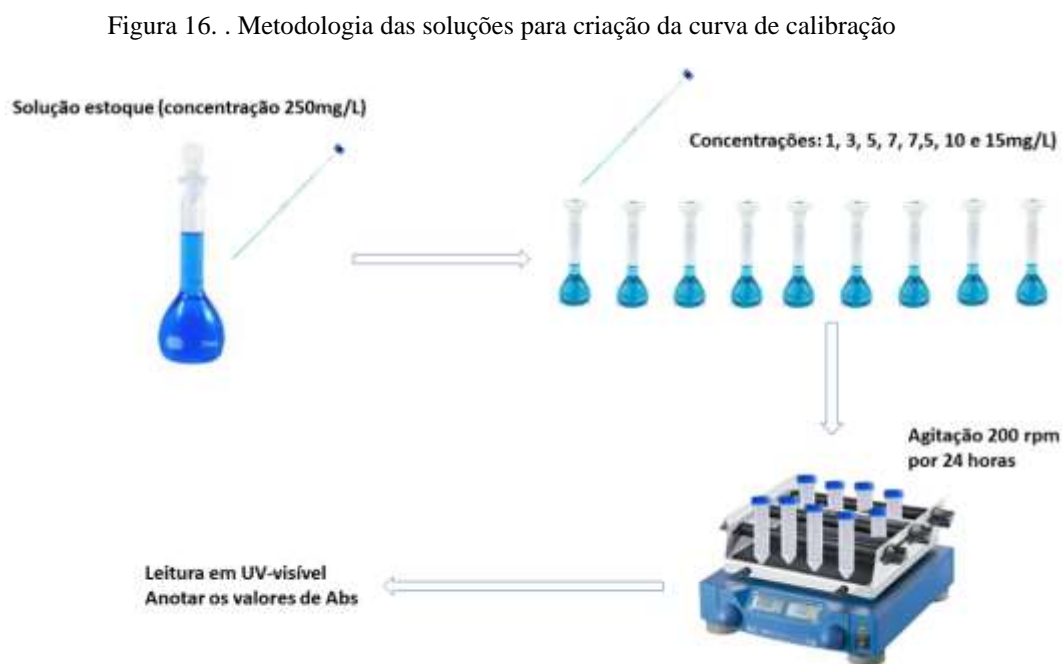 Figura 16. . Metodologia das soluções para criação da curva de calibração
Solução estoque (concentração 250mg/L)
Concentrações: 1, 3, 5, 7, 7,5, 10 e 15mg/L)
Agitação 200 rpm
por 24 horas
Leitura em UV-visível
Anotar os valores de Abs